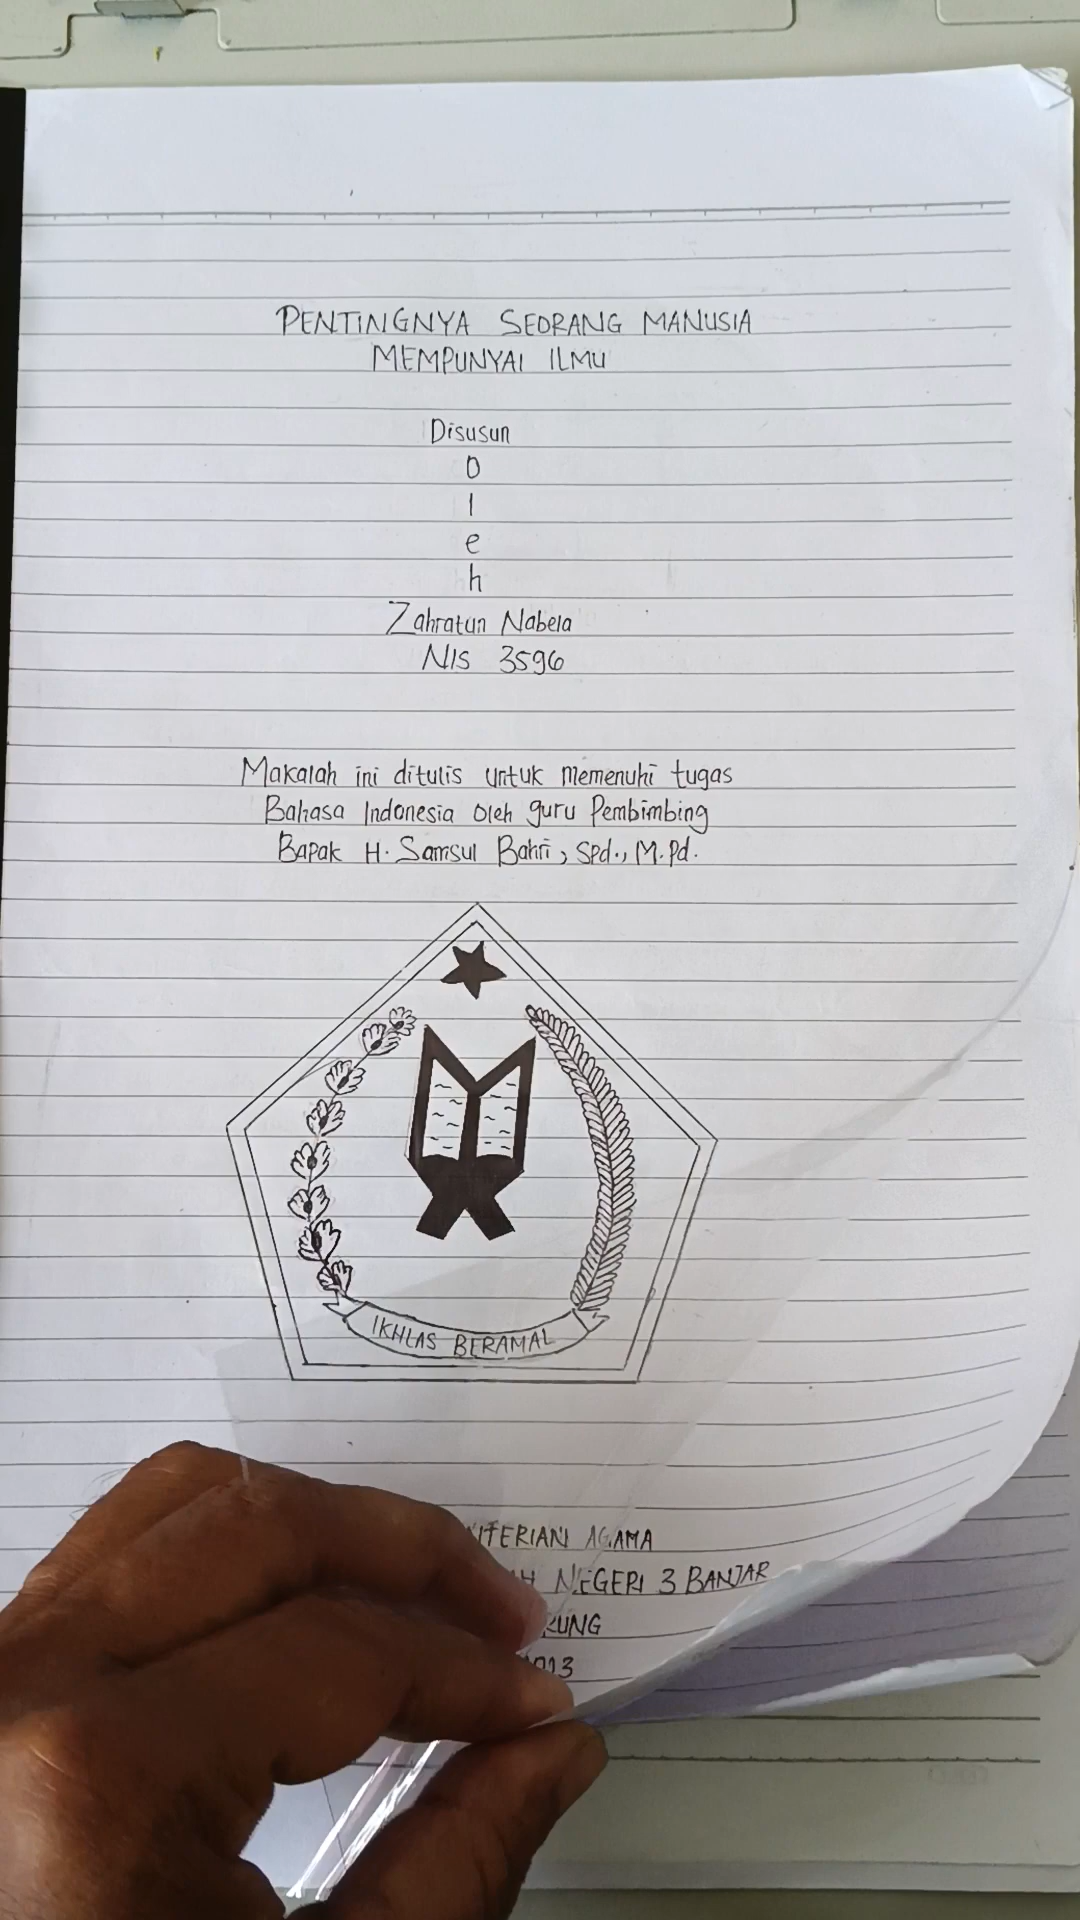 PENTINGNYA SEORANG MANUSIA
MEMPUNYAI ILMU
Disusun
O
l
e
h
Zahratun Nabela
NIS 3596
Makalah ini ditulis untuk memenuhi tugas
Bahasa Indonesia oleh guru Pembimbing
Bapak H. Samsul Bahri, Spd., M.Pd.
IKHLAS BERAMAL
AGAMA
NEGERI 3 BANJAR